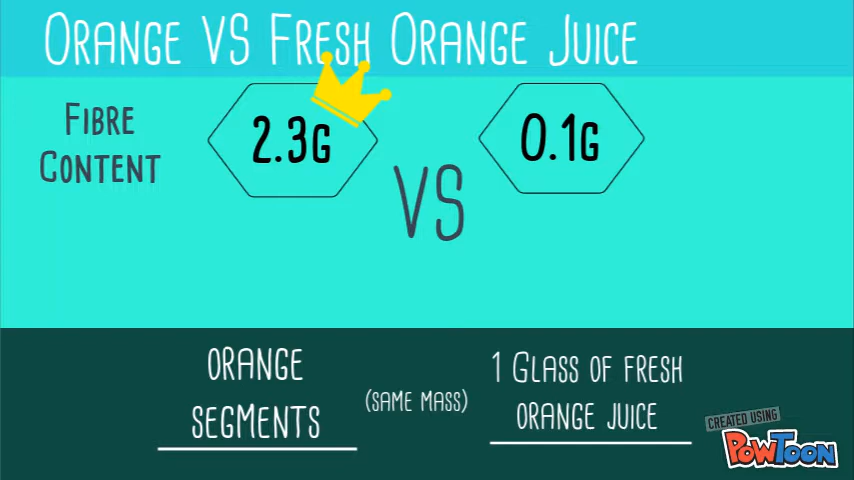 ORANGE VS FRESH ORANGE JUICE
FIBRE
CONTENT
2.3G
0.1G
VS
ORANGE
SEGMENTS
(SAME MASS)
1 GLASS OF FRESH
ORANGE JUICE
CREATED USING
POWTOON